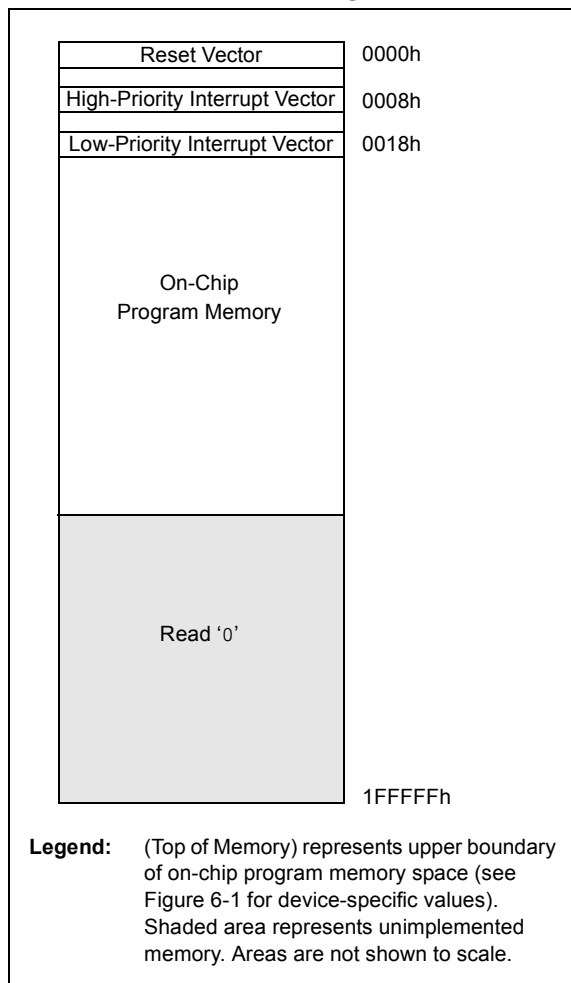 Reset Vector 0000h
High-Priority Interrupt Vector 0008h
Low-Priority Interrupt Vector 0018h
On-Chip
Program Memory
Read ‘0’
1FFFFFh
Legend: (Top of Memory) represents upper boundary
of on-chip program memory space (see
Figure 6-1 for device-specific values).
Shaded area represents unimplemented
memory. Areas are not shown to scale.